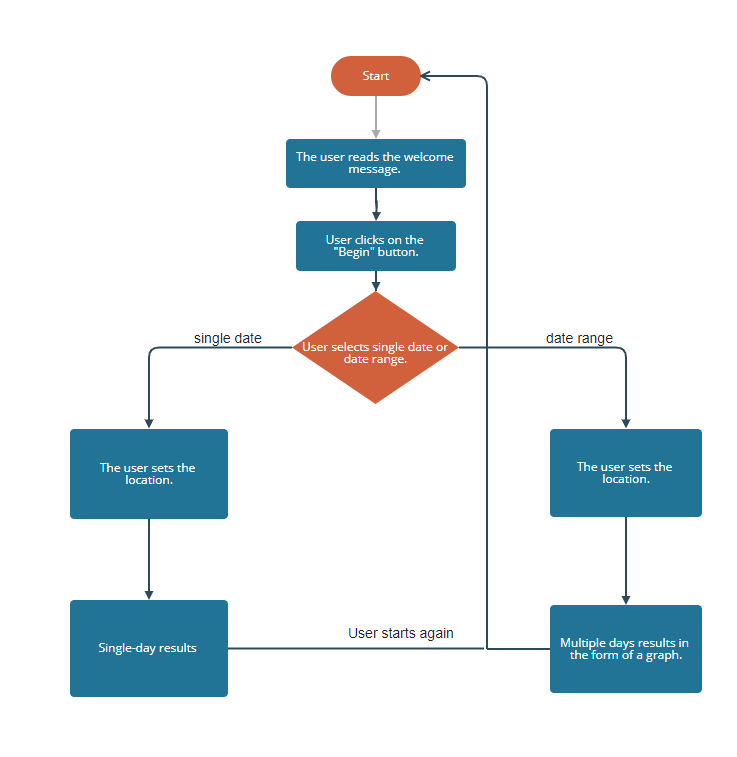 Start
The user reads the welcome
message.
User clicks on the
"Begin" button.
single date
User selects single date or
date range.
date range
The user sets the
location.
The user sets the
location.
Single-day results
User starts again
Multiple days results in
the form of a graph.